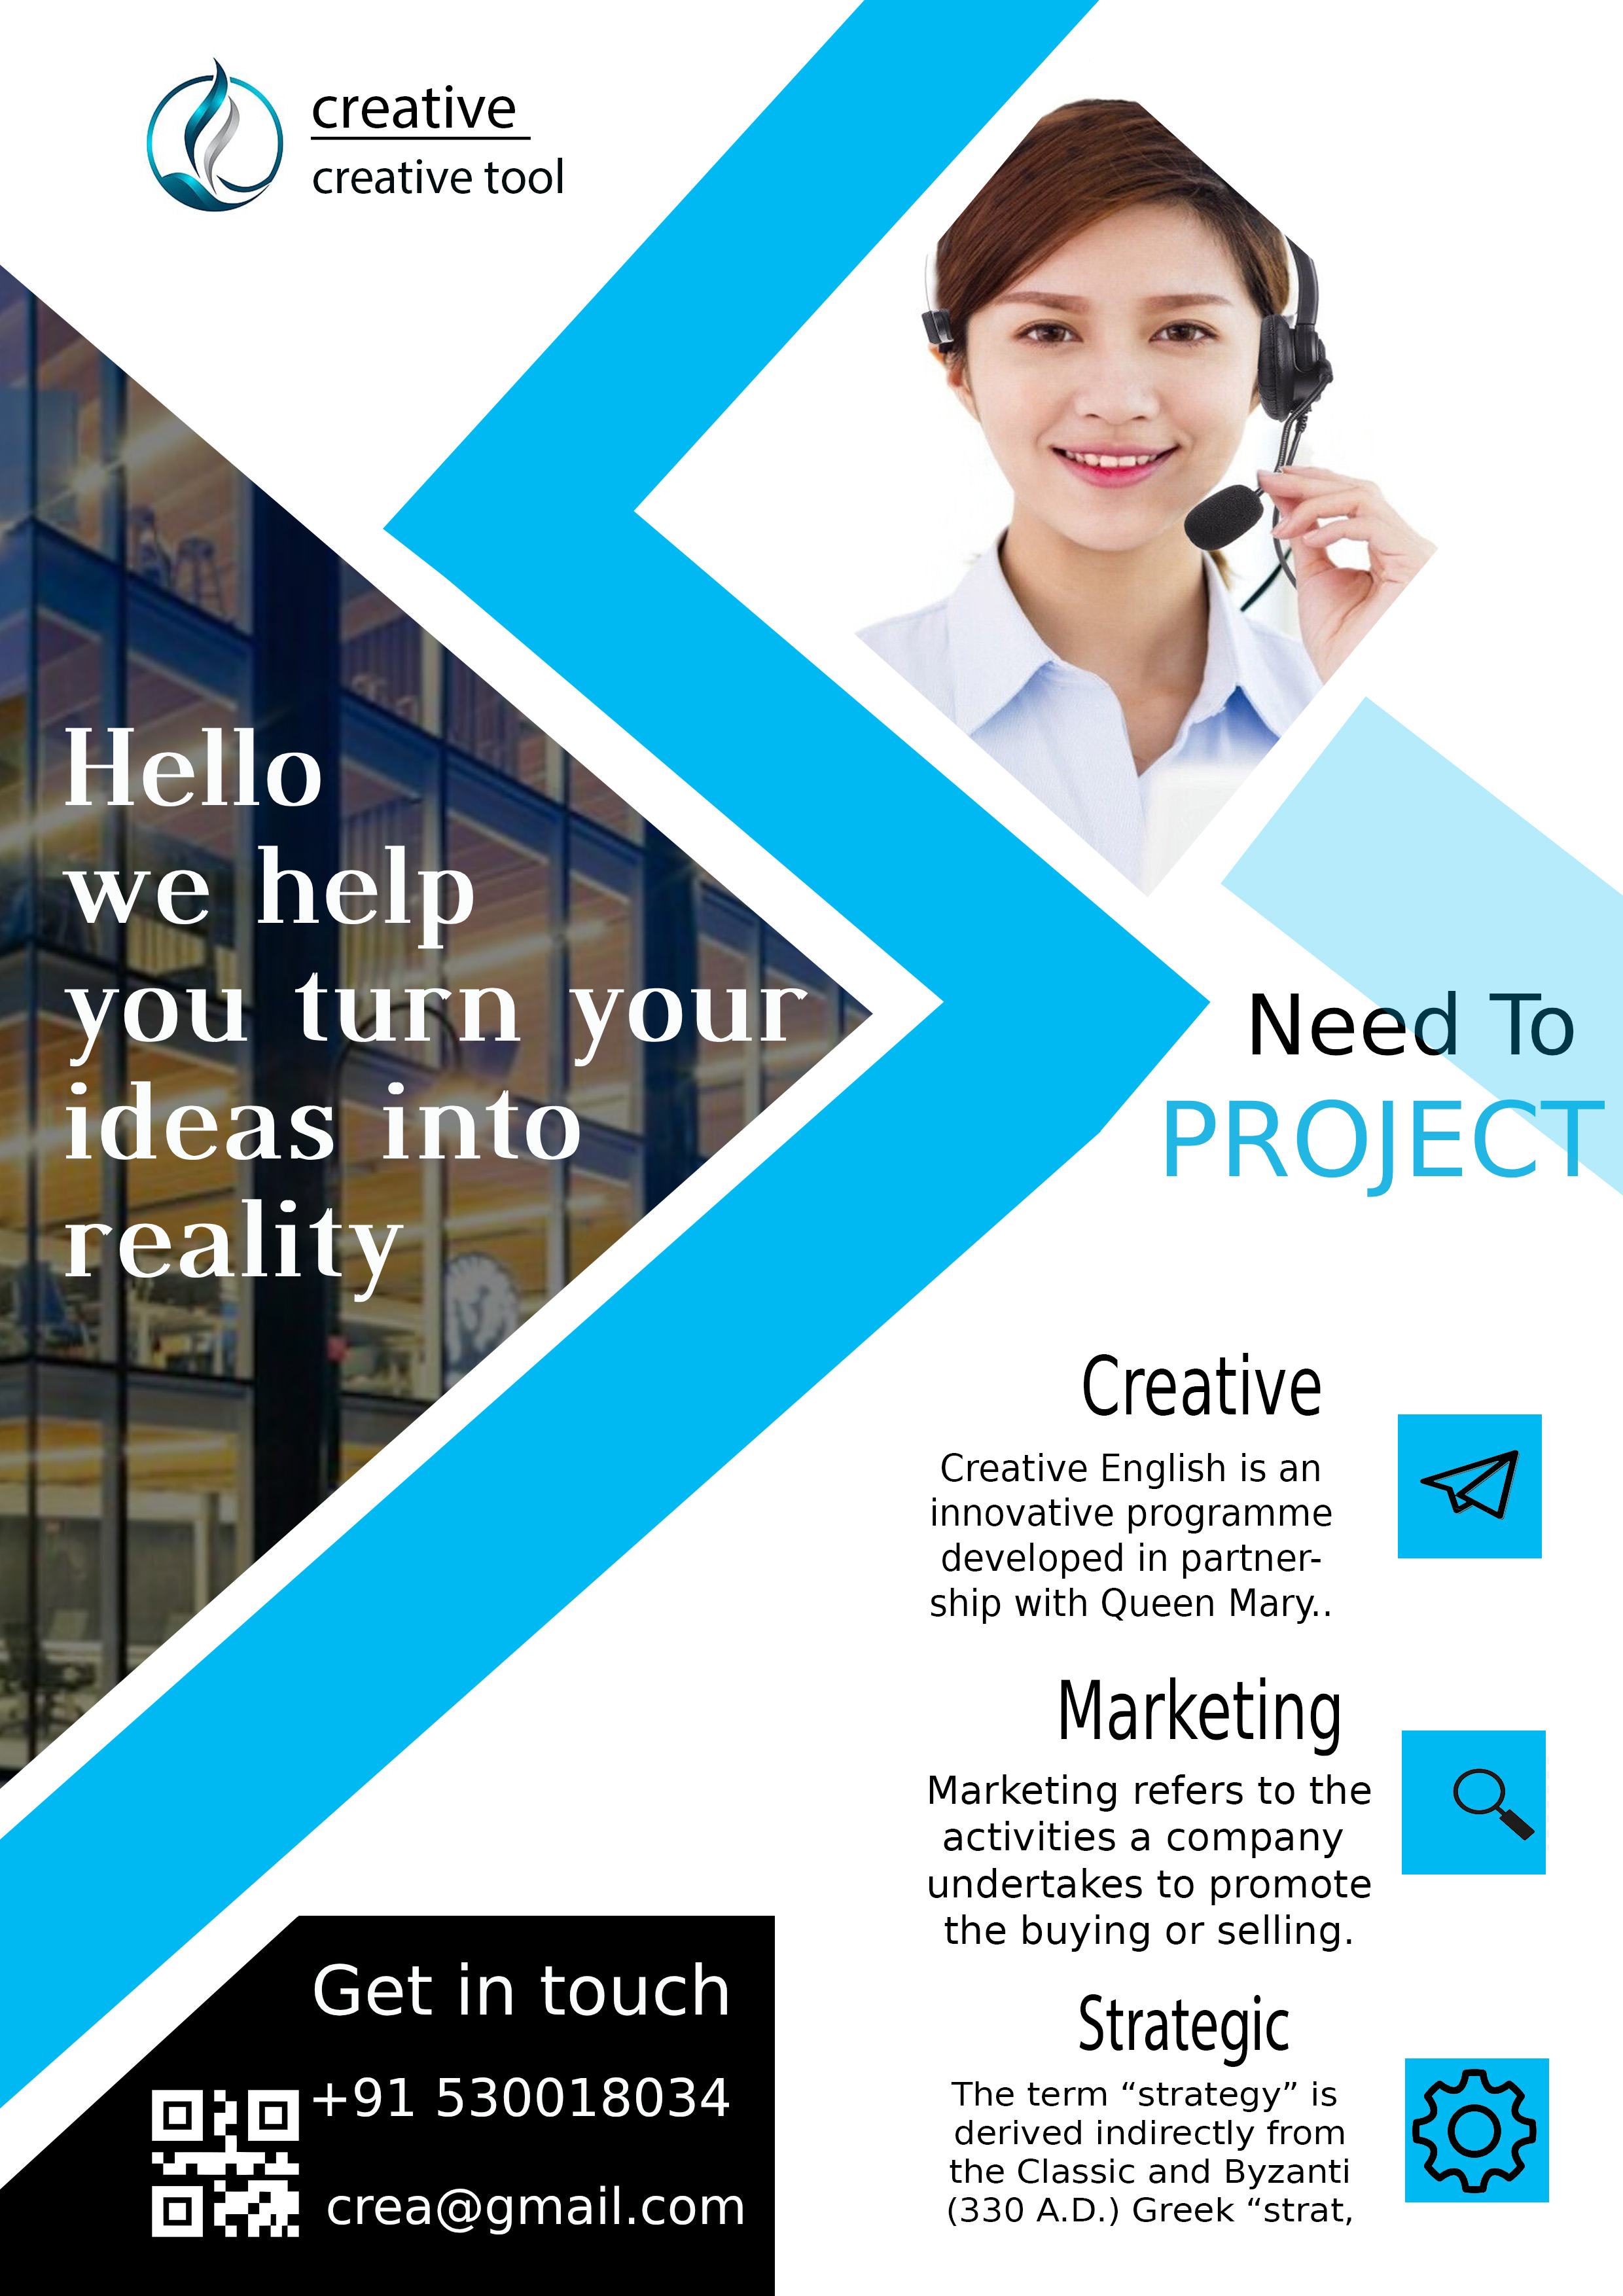 creative
creative tool
Hello
we help
you turn your
ideas into
reality
Need To
PROJECT
Creative
Creative English is an
innovative programme
developed in partner-
ship with Queen Mary..
Marketing
Marketing refers to the
activities a company
undertakes to promote
the buying or selling.
Strategic
The term “strategy” is
derived indirectly from
the Classic and Byzanti
(330 A.D.) Greek “strat,
Get in touch
+91 530018034
crea@gmail.com